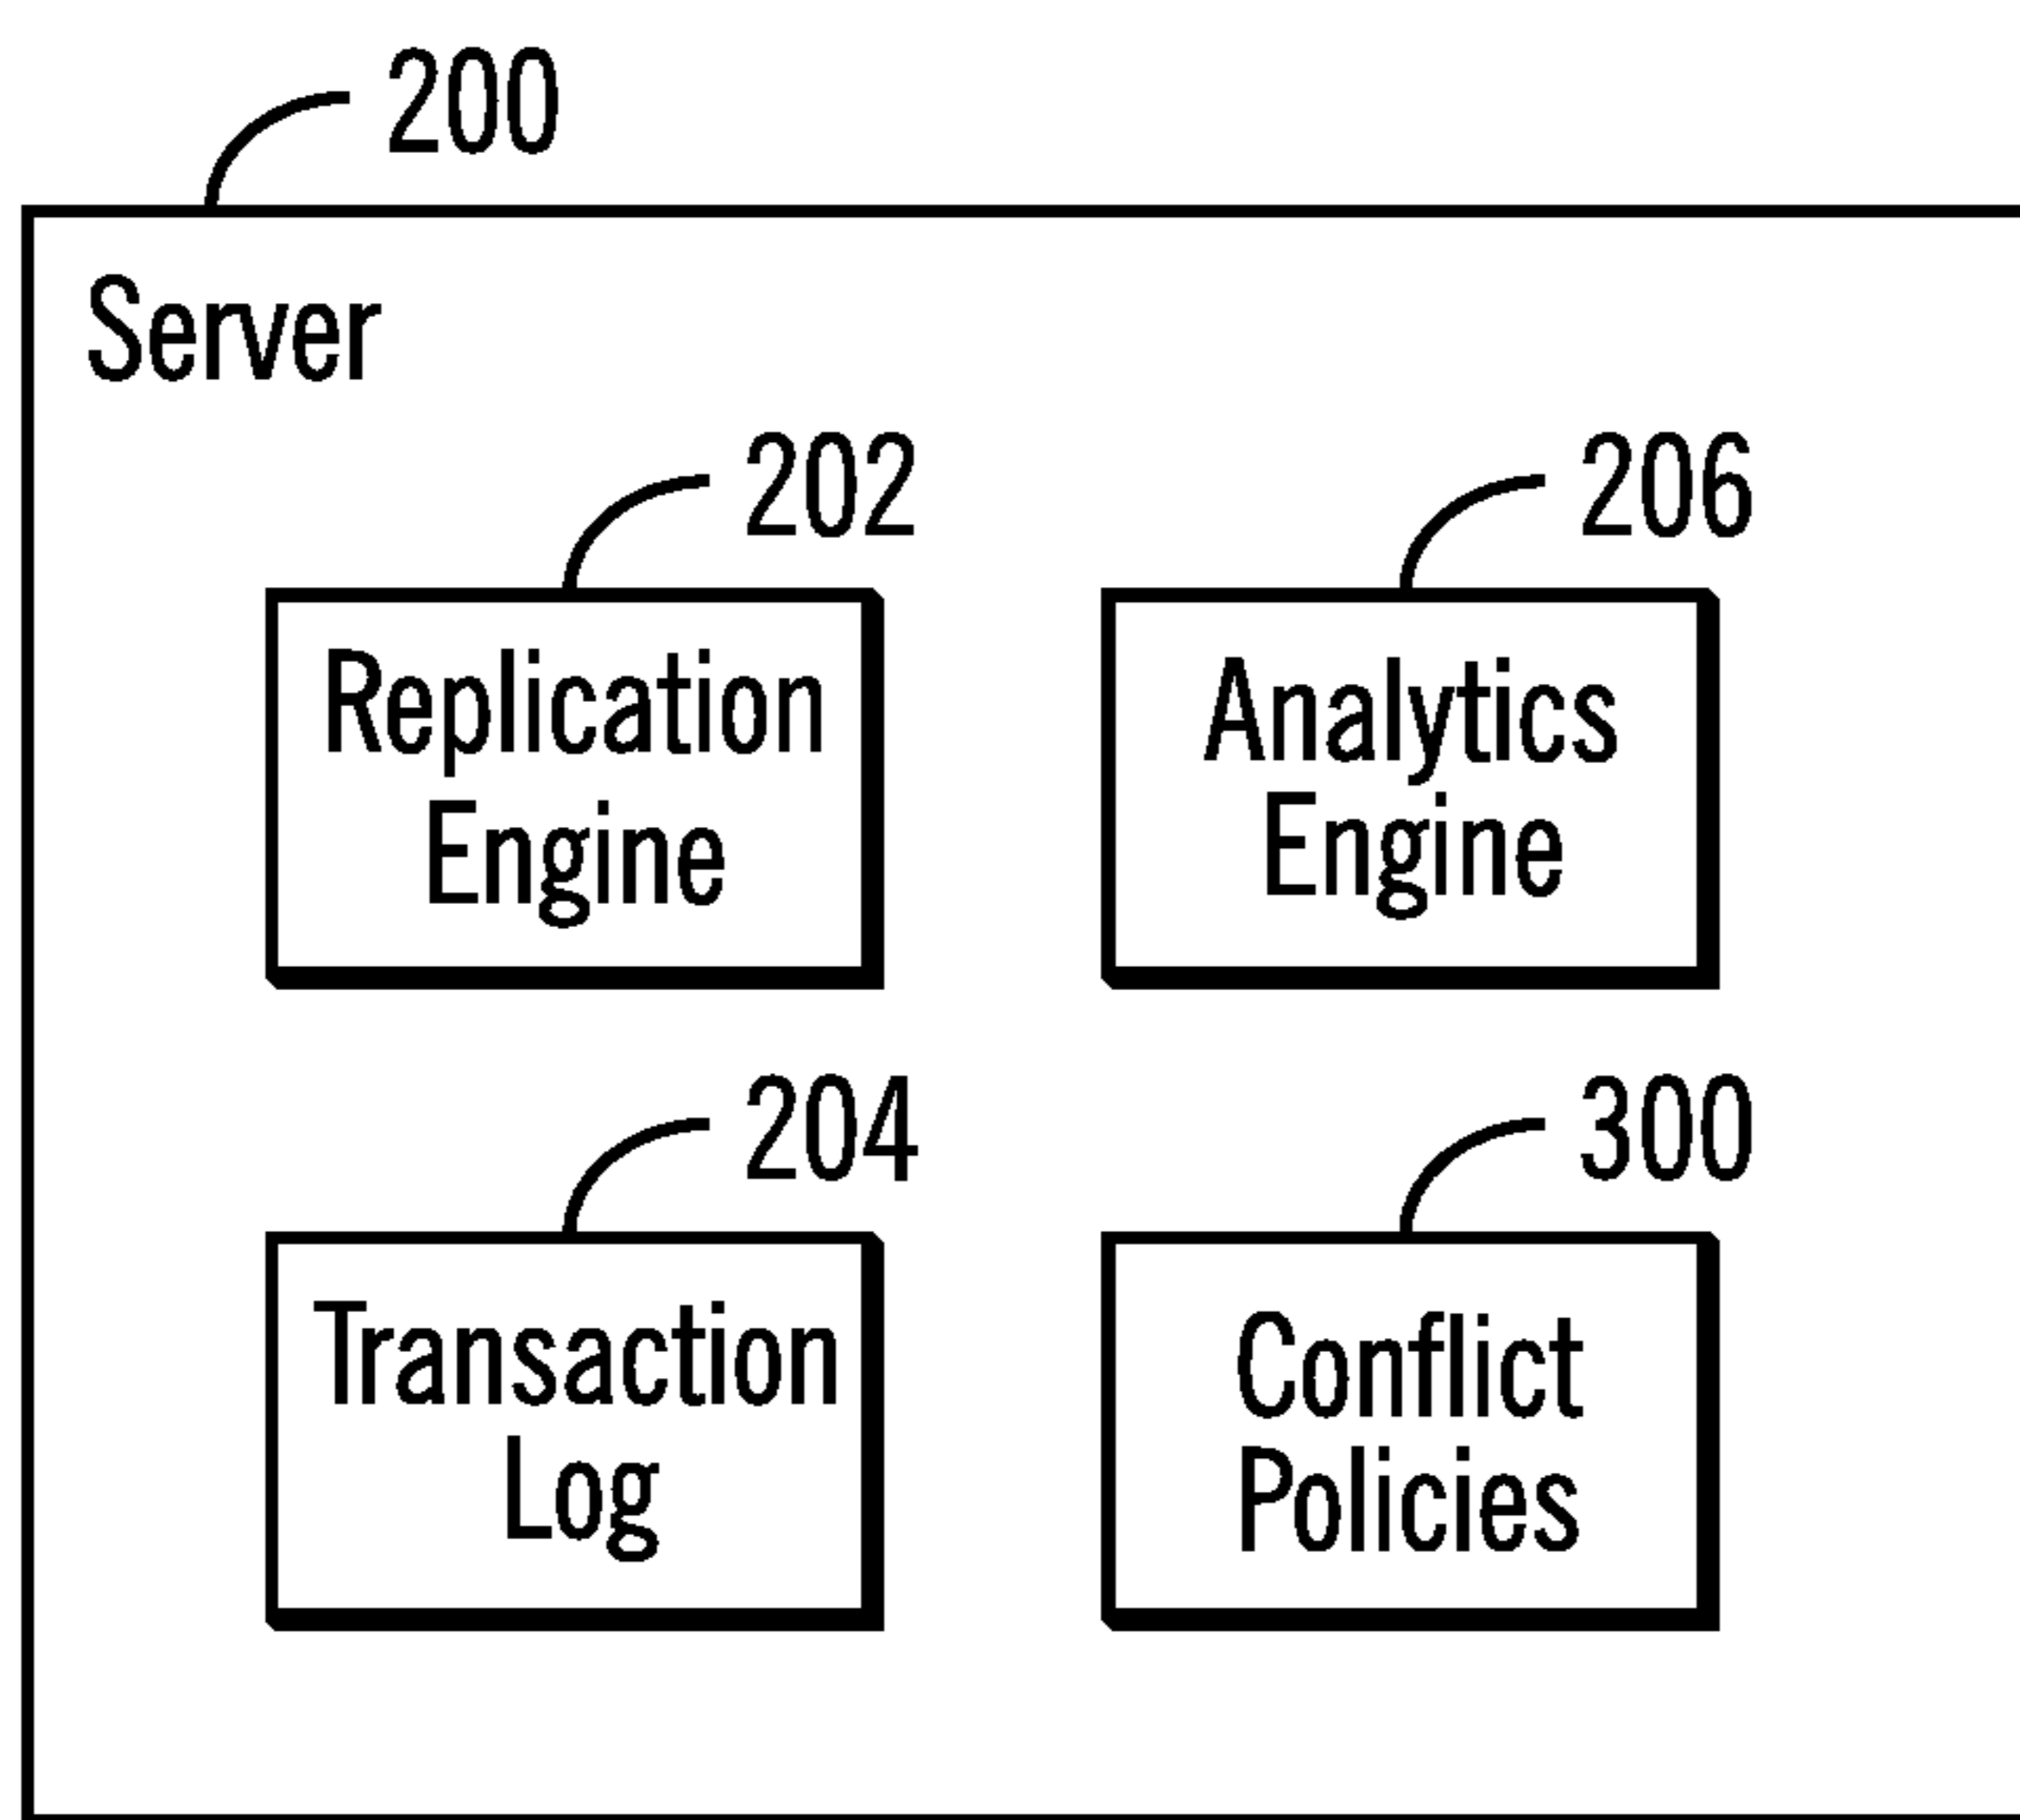 200
Server
202
206
Replication
Engine
Analytics
Engine
204
300
Transaction
Log
Conflict
Policies